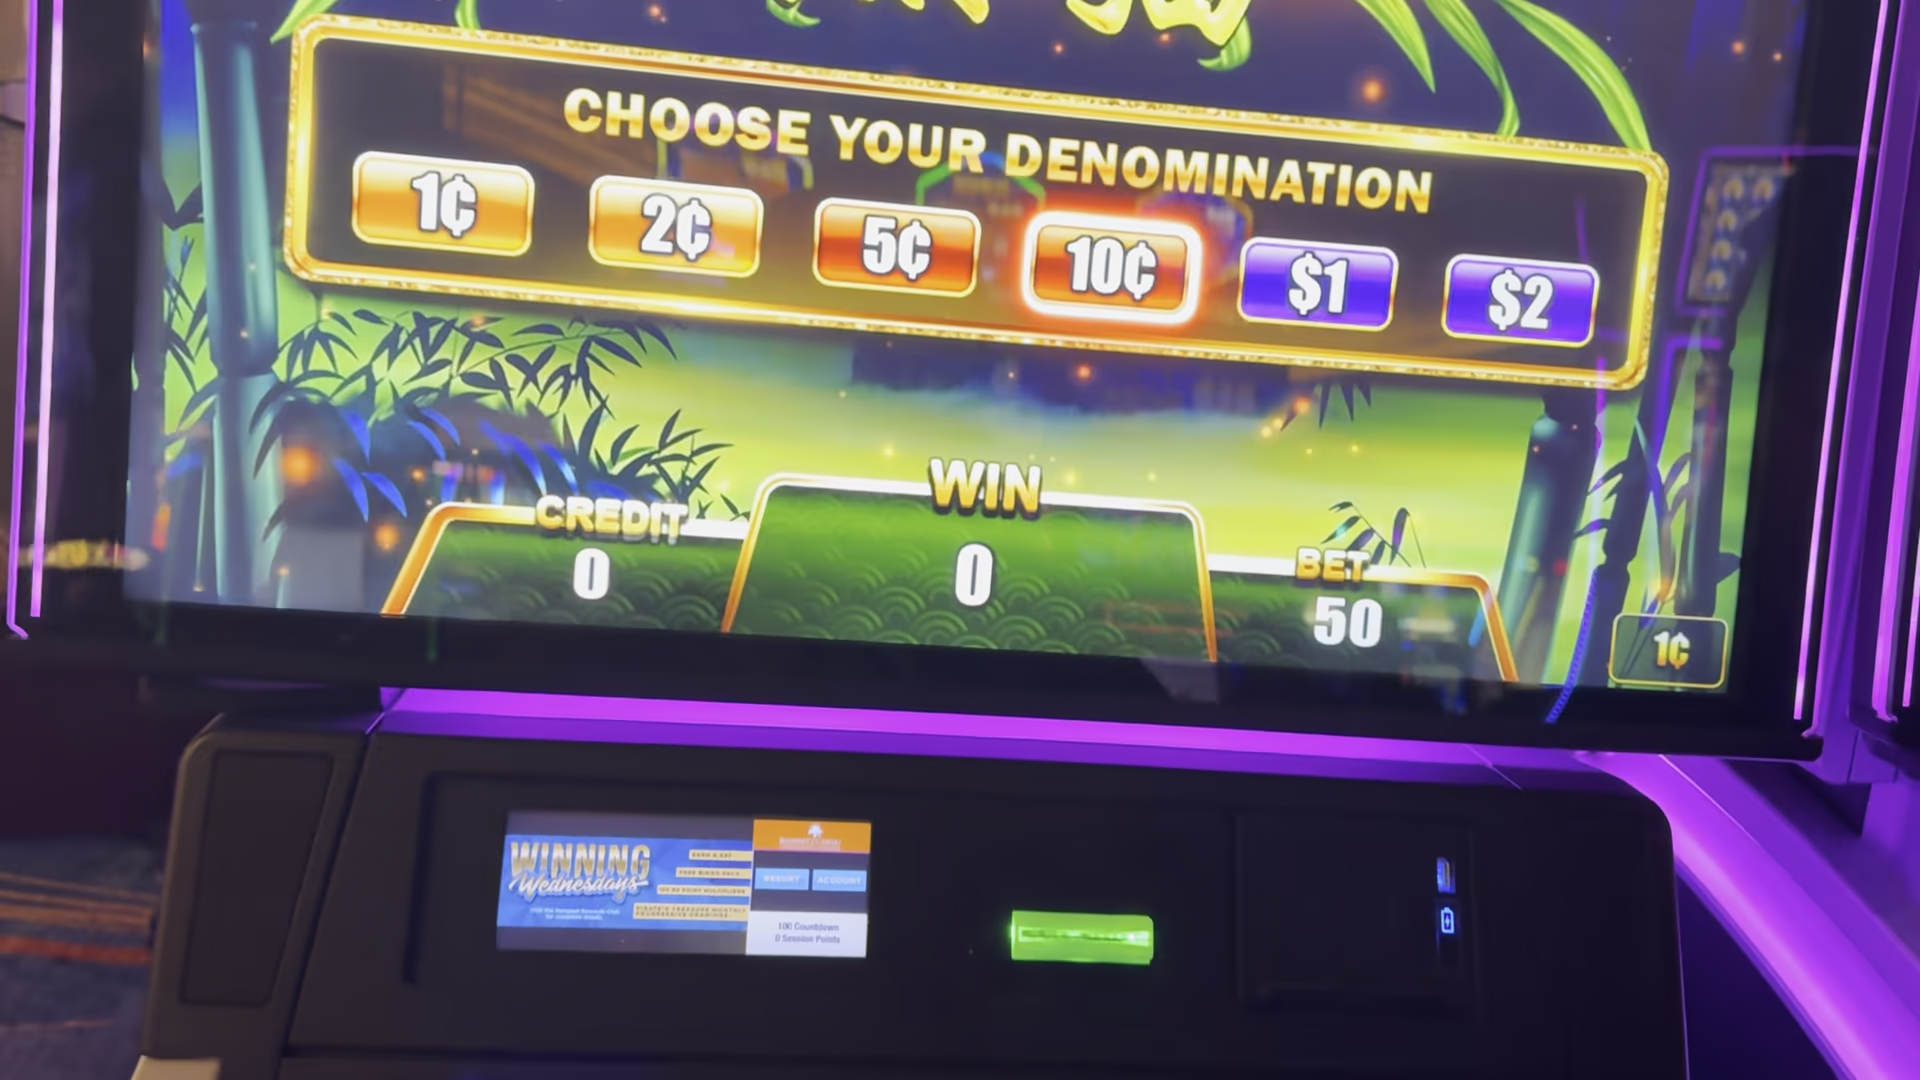 CHOOSE YOUR DENOMINATION
1¢ 2¢ 5¢ 10¢ $1 $2
CREDIT
0
WIN
0
BET
50
1¢
WINNING
Wednesdays
ACCOUNT
100 Countdown
0 Session Points